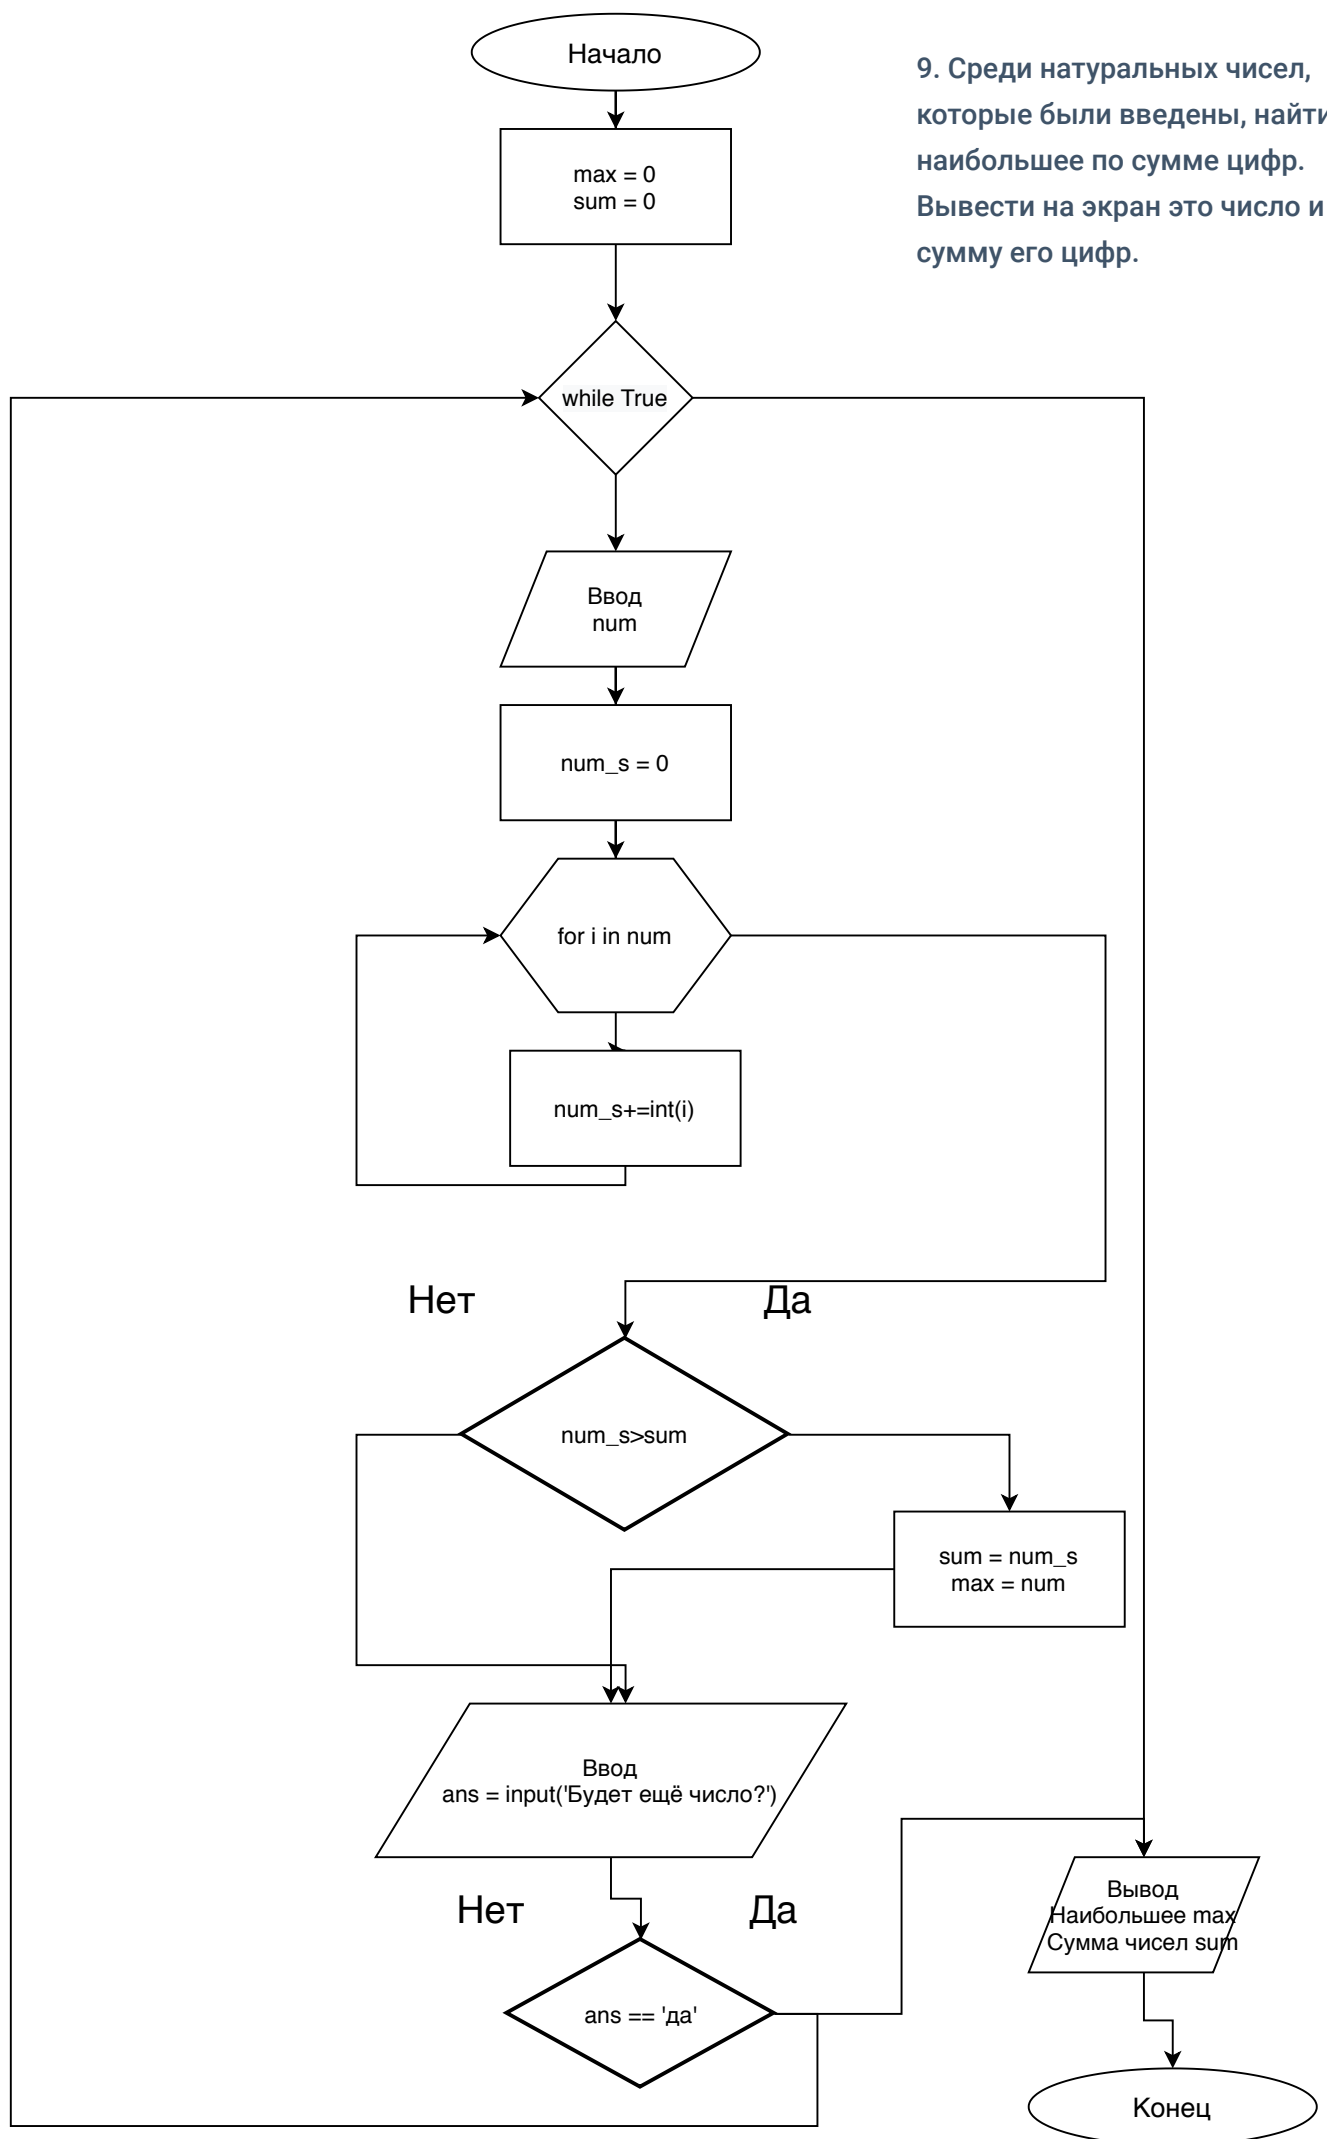 Начало
9. Среди натуральных чисел,
которые были введены, найти
наибольшее по сумме цифр.
Вывести на экран это число и
сумму его цифр.
max = 0
sum = 0
while True
Ввод
num
num_s = 0
for i in num
num_s+=int(i)
Нет
Да
num_s>sum
sum = num_s
max = num
Ввод
ans = input('Будет ещё число?')
Нет
Да
Вывод
Наибольшее max
Сумма чисел sum
ans == 'да'
Конец